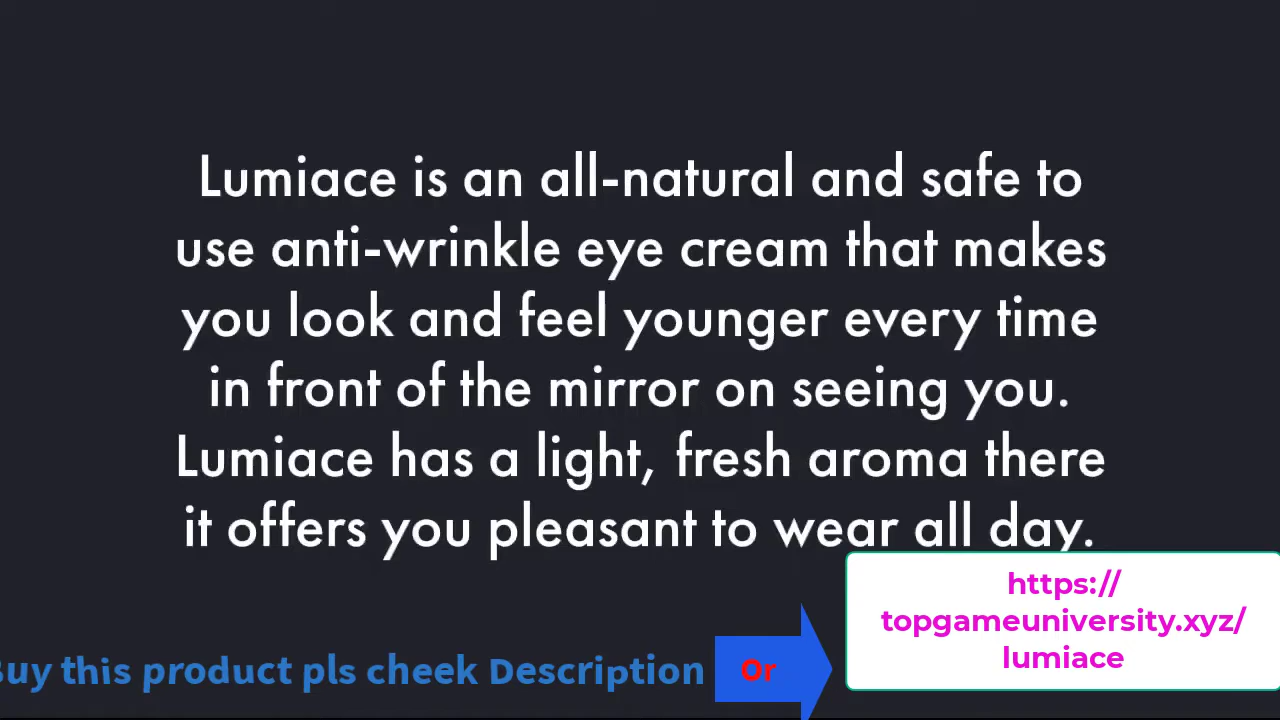 Lumiace is an all-natural and safe to
use anti-wrinkle eye cream that makes
you look and feel younger every time
in front of the mirror on seeing you.
Lumiace has a light, fresh aroma there
it offers you pleasant to wear all day.
https://
topgameuniversity.xyz/
lumiace
Buy this product pls cheek Description
Or